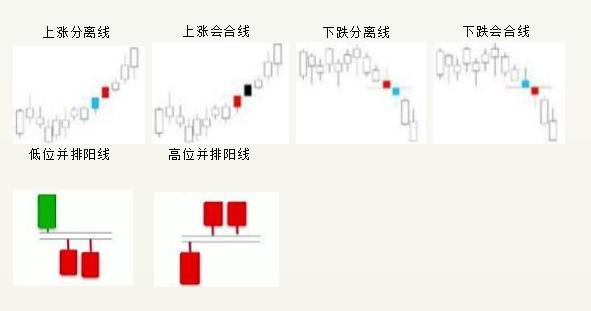 上涨分离线
上涨会合线
下跌分离线
下跌会合线
低位并排阳线
高位并排阳线